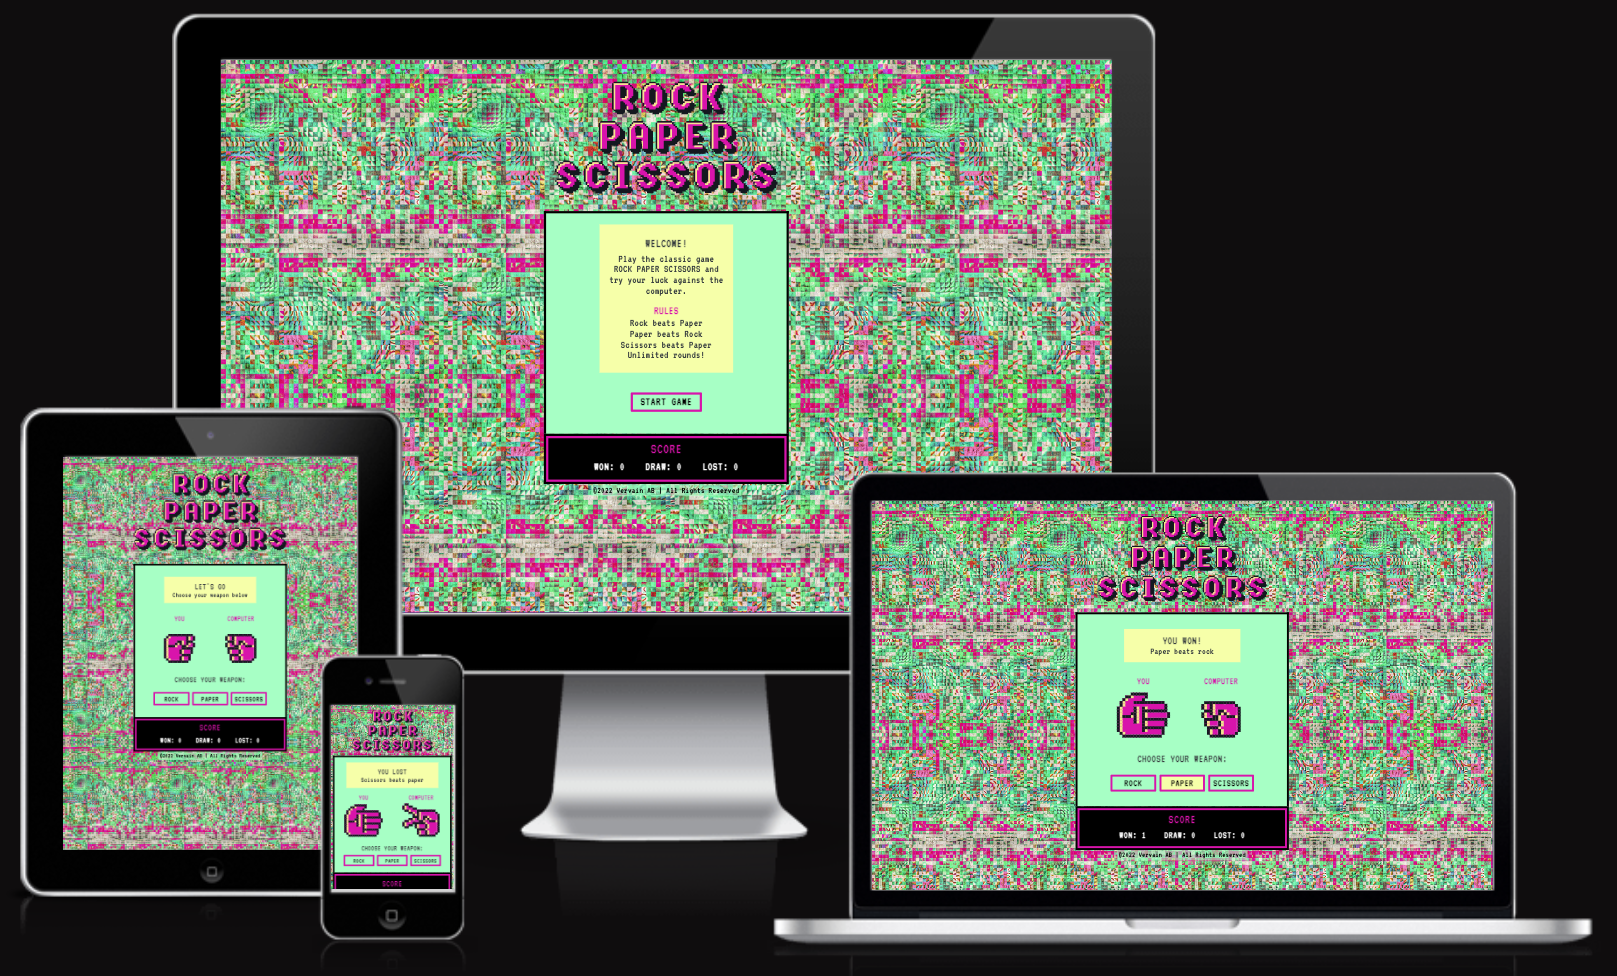 ROCK
PAPER
SCISSORS
WELCOME!
Play the classic game
ROCK PAPER SCISSORS and
try your luck against the
computer.
RULES
Rock beats Paper
Paper beats Rock
Scissors beats Paper
Unlimited rounds!
START GAME
SCORE
WON: 0 DRAW: 0 LOST: 0
©2022 Vervain AB | All Rights Reserved
ROCK
PAPER
SCISSORS
LET'S GO
Choose your weapon below
YOU COMPUTER
CHOOSE YOUR WEAPON:
ROCK PAPER SCISSORS
SCORE
WON: 0 DRAW: 0 LOST: 0
©2022 Vervain AB | All Rights Reserved
ROCK
PAPER
SCISSORS
YOU LOST
Scissors beats paper
YOU COMPUTER
CHOOSE YOUR WEAPON:
ROCK PAPER SCISSORS
SCORE
ROCK
PAPER
SCISSORS
YOU WON!
Paper beats rock
YOU COMPUTER
CHOOSE YOUR WEAPON:
ROCK PAPER SCISSORS
SCORE
WON: 1 DRAW: 0 LOST: 0
©2022 Vervain AB | All Rights Reserved